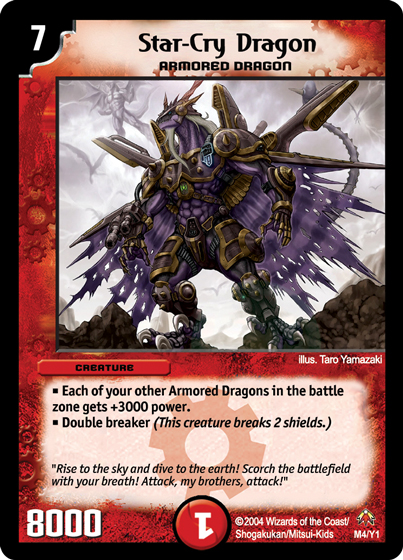 7
Star-Cry Dragon
ARMORED DRAGON
illus. Taro Yamazaki
CREATURE
▪ Each of your other Armored Dragons in the battle
zone gets +3000 power.
▪ Double breaker (This creature breaks 2 shields.)
"Rise to the sky and dive to the earth! Scorch the battlefield
with your breath! Attack, my brothers, attack!"
8000
1
©2004 Wizards of the Coast/
Shogakukan/Mitsui-Kids
M4/Y1